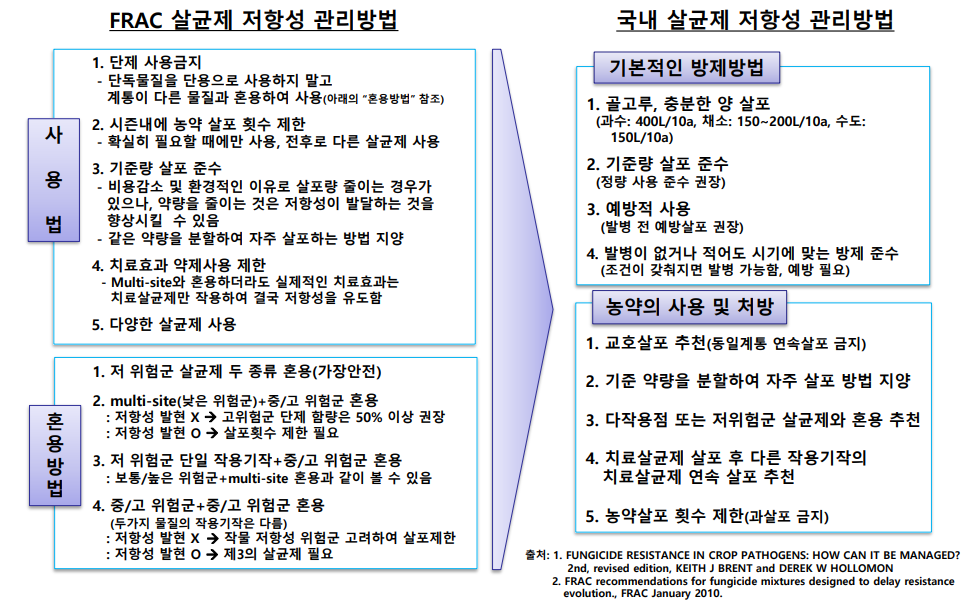 FRAC 살균제 저항성 관리방법
사용법
1. 단제 사용금지
- 단독물질을 단용으로 사용하지 말고
계통이 다른 물질과 혼용하여 사용(아래의 “혼용방법” 참조)
2. 시즌내에 농약 살포 횟수 제한
- 확실히 필요할 때에만 사용, 전후로 다른 살균제 사용
3. 기준량 살포 준수
- 비용감소 및 환경적인 이유로 살포량 줄이는 경우가
있으나, 약량을 줄이는 것은 저항성이 발달하는 것을
향상시킬 수 있음
- 같은 약량을 분할하여 자주 살포하는 방법 지양
4. 치료효과 약제사용 제한
- Multi-site와 혼용하더라도 실제적인 치료효과는
치료살균제만 작용하여 결국 저항성을 유도함
5. 다양한 살균제 사용
혼용방법
1. 저 위험군 살균제 두 종류 혼용(가장안전)
2. multi-site(낮은 위험군)+중/고 위험군 혼용
: 저항성 발현 X → 고위험군 단제 함량은 50% 이상 권장
: 저항성 발현 O → 살포횟수 제한 필요
3. 저 위험군 단일 작용기작+중/고 위험군 혼용
: 보통/높은 위험군+multi-site 혼용과 같이 볼 수 있음
4. 중/고 위험군+중/고 위험군 혼용
(두가지 물질의 작용기작은 다름)
: 저항성 발현 X → 작물 저항성 위험군 고려하여 살포제한
: 저항성 발현 O → 제3의 살균제 필요
국내 살균제 저항성 관리방법
기본적인 방제방법
1. 골고루, 충분한 양 살포
(과수: 400L/10a, 채소: 150~200L/10a, 수도:
150L/10a)
2. 기준량 살포 준수
(정량 사용 준수 권장)
3. 예방적 사용
(발병 전 예방살포 권장)
4. 발병이 없거나 적어도 시기에 맞는 방제 준수
(조건이 갖춰지면 발병 가능함, 예방 필요)
농약의 사용 및 처방
1. 교호살포 추천(동일계통 연속살포 금지)
2. 기준 약량을 분할하여 자주 살포 방법 지양
3. 다작용점 또는 저위험군 살균제와 혼용 추천
4. 치료살균제 살포 후 다른 작용기작의
치료살균제 연속 살포 추천
5. 농약살포 횟수 제한(과살포 금지)
출처: 1. FUNGICIDE RESISTANCE IN CROP PATHOGENS: HOW CAN IT BE MANAGED?
2nd, revised edition, KEITH J BRENT and DEREK W HOLLOMON
2. FRAC recommendations for fungicide mixtures designed to delay resistance
evolution., FRAC January 2010.